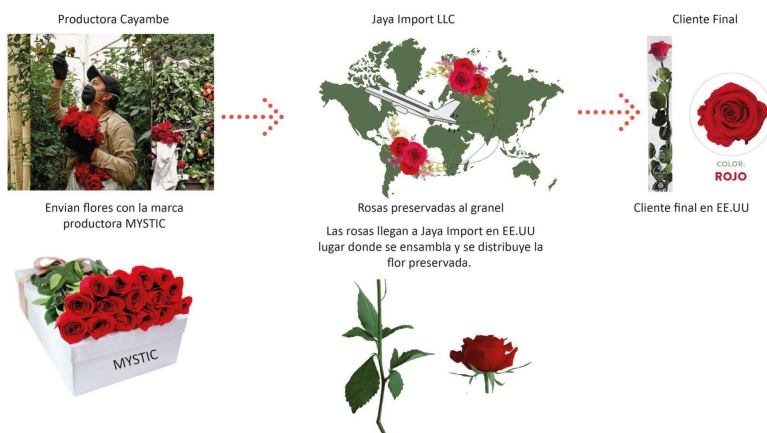 Productora Cayambe
Jaya Import LLC
Cliente Final
COLOR:
ROJO
Envian flores con la marca
productora MYSTIC
Rosas preservadas al granel
Las rosas llegan a Jaya Import en EE.UU
lugar donde se ensambla y se distribuye la
flor preservada.
Cliente final en EE.UU
MYSTIC